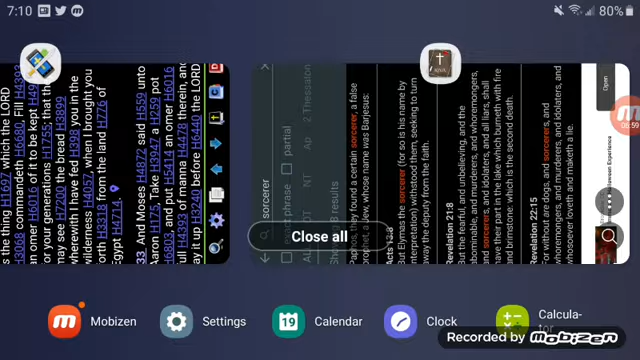 7:10
80%
the thing H1697 which the LORD
H3068 commandeth H6680, Fill H4393
an omer H6016 of it to be kept
or your generations H1755; that the
may see H7200 the bread H3899
wherewith I have fed H398 you in the
wilderness H4057, when I brought you
forth H3318 from the land H776 of
Egypt H4714.
33 And Moses H4872 said H559 unto
Aaron H175, Take H3947 a H259 pot
H6803, and put H5414 an omer H6016
full H4393 of manna H4478 therein, and
lay it up H3240 before H6440 the LORD
sorcerer
exact phrase
partial
NT
Ap
2 Thessalon
results
Paphos, they found a certain sorcerer, a false
prophet, a Jew, whose name was Barjesus:
Acts 13:8
But Elymas the sorcerer (for so is his name by
interpretation) withstood them, seeking to turn
away the deputy from the faith.
Revelation 21:8
But the fearful, and unbelieving, and the
abominable, and murderers, and whoremongers,
and sorcerers, and idolaters, and all liars, shall
have their part in the lake which burneth with fire
and brimstone: which is the second death.
Revelation 22:15
For without are dogs, and sorcerers, and
whoremongers, and murderers, and idolaters, and
whosoever loveth and maketh a lie.
Open
Experience
59
Close all
Mobizen
Settings
19
Calendar
Clock
Calcula-
tor
Recorded by mobizen